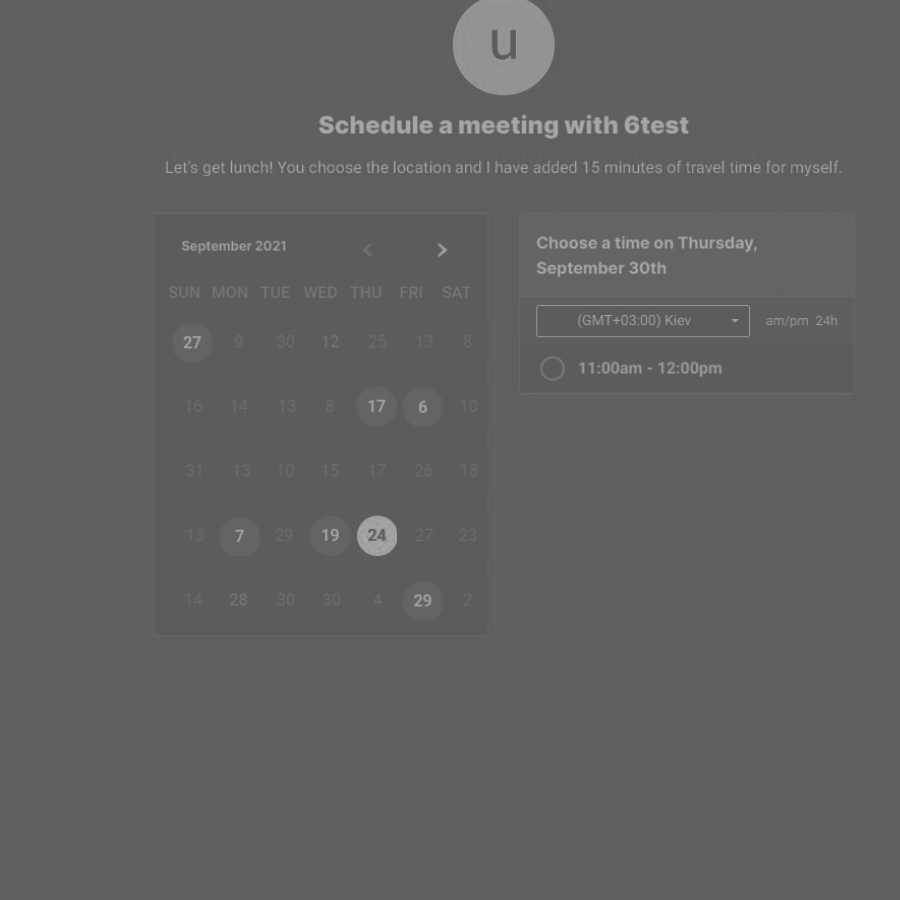 u
Schedule a meeting with 6test
Let's get lunch! You choose the location and I have added 15 minutes of travel time for myself.
September 2021
SUN MON TUE WED THU FRI SAT
27 9 30 12 25 13 8
16 14 13 8 17 6 10
31 13 10 15 17 26 18
13 7 29 19 24 27 23
14 28 30 30 4 29 2
Choose a time on Thursday,
September 30th
(GMT+03:00) Kiev am/pm 24h
11:00am - 12:00pm